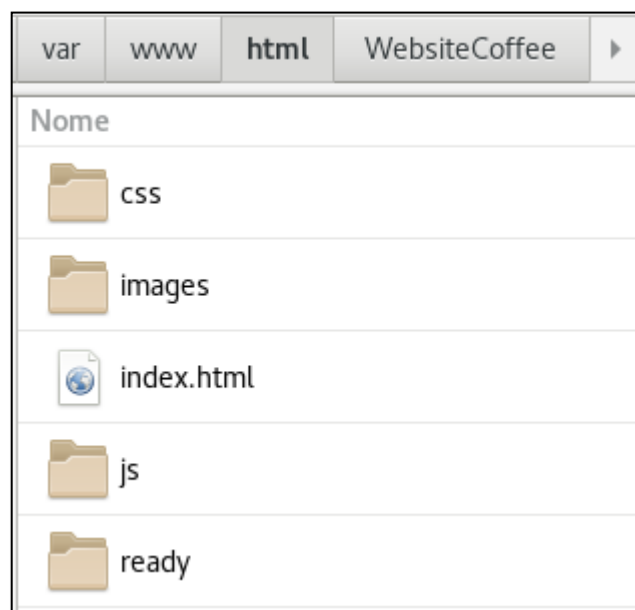 var www html WebsiteCoffee
Nome
css
images
index.html
js
ready